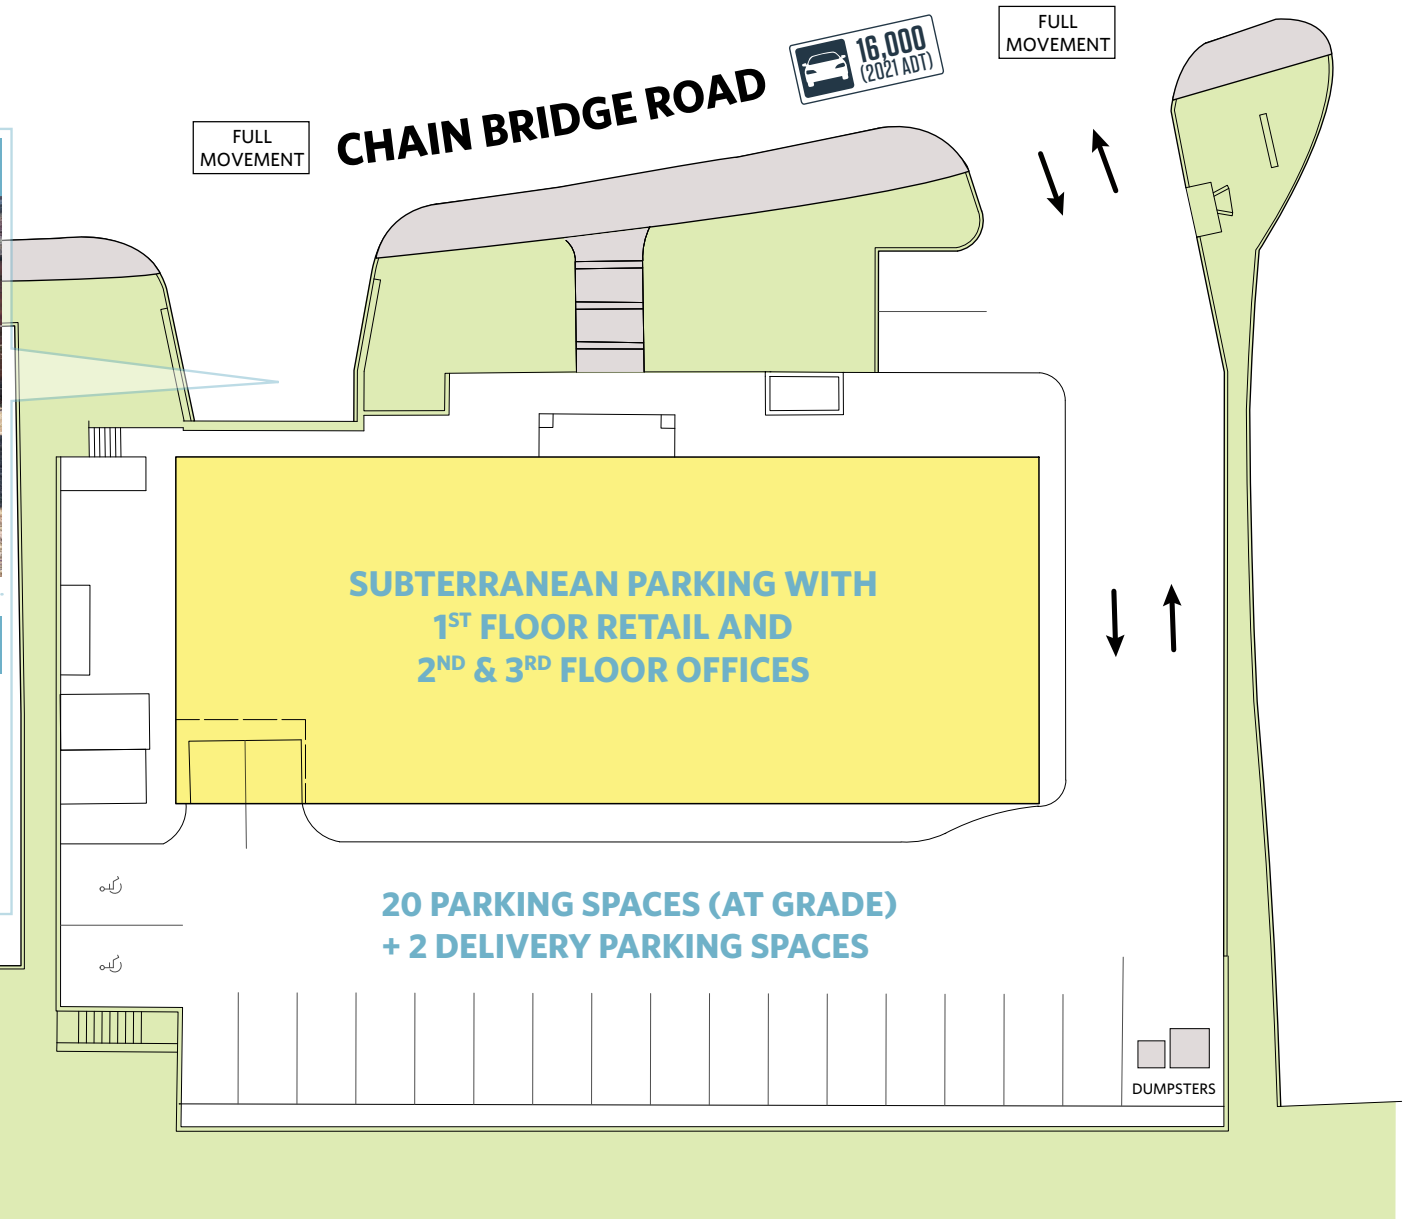 FULL
MOVEMENT
16,000
(2021 ADT)
CHAIN BRIDGE ROAD
FULL
MOVEMENT
SUBTERRANEAN PARKING WITH
1ST FLOOR RETAIL AND
2ND & 3RD FLOOR OFFICES
20 PARKING SPACES (AT GRADE)
+ 2 DELIVERY PARKING SPACES
DUMPSTERS